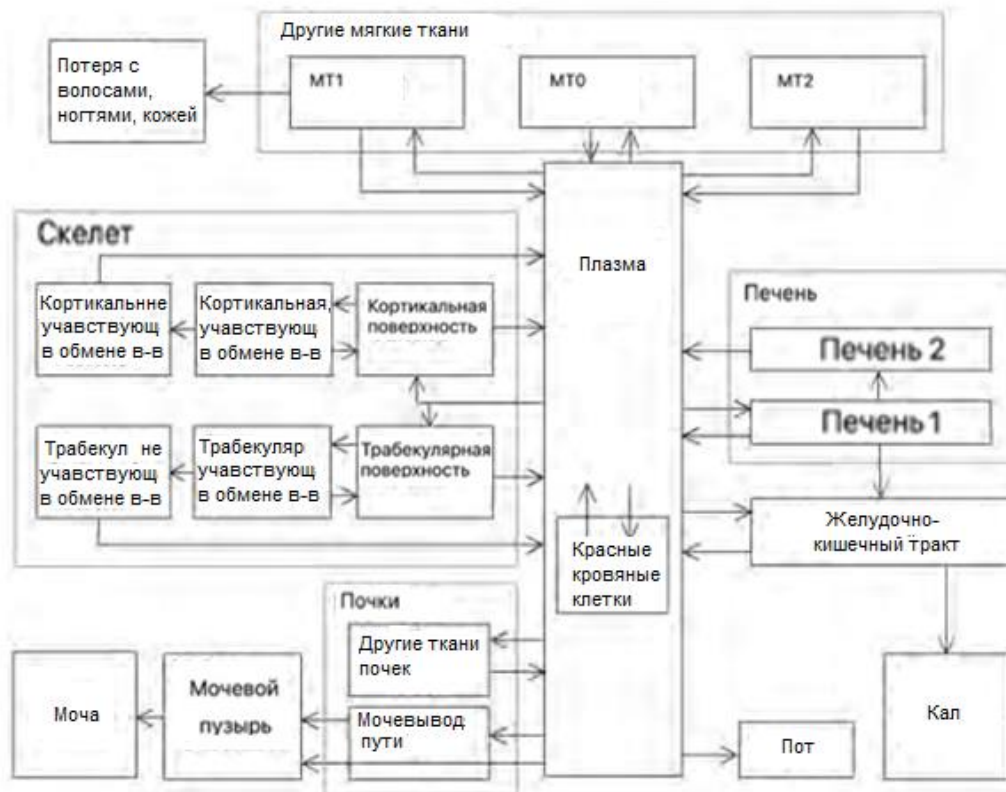 Другие мягкие ткани
Потеря с
волосами,
ногтями, кожей
МТ1
МТ0
МТ2
Скелет
Плазма
Кортикальнне
учавствующ
в обмене в-в
Кортикальная,
учавствующ
в обмене в-в
Кортикальная
поверхность
Печень
Печень 2
Печень 1
Трабекул не
учавствующ
в обмене в-в
Трабекуляр
учавствующ
в обмене в-в
Трабекулярная
поверхность
Желудочно-
кишечный тракт
Красные
кровяные
клетки
Почки
Другие ткани
почек
Моча
Мочевой
пузырь
Мочевывод
пути
Пот
Кал